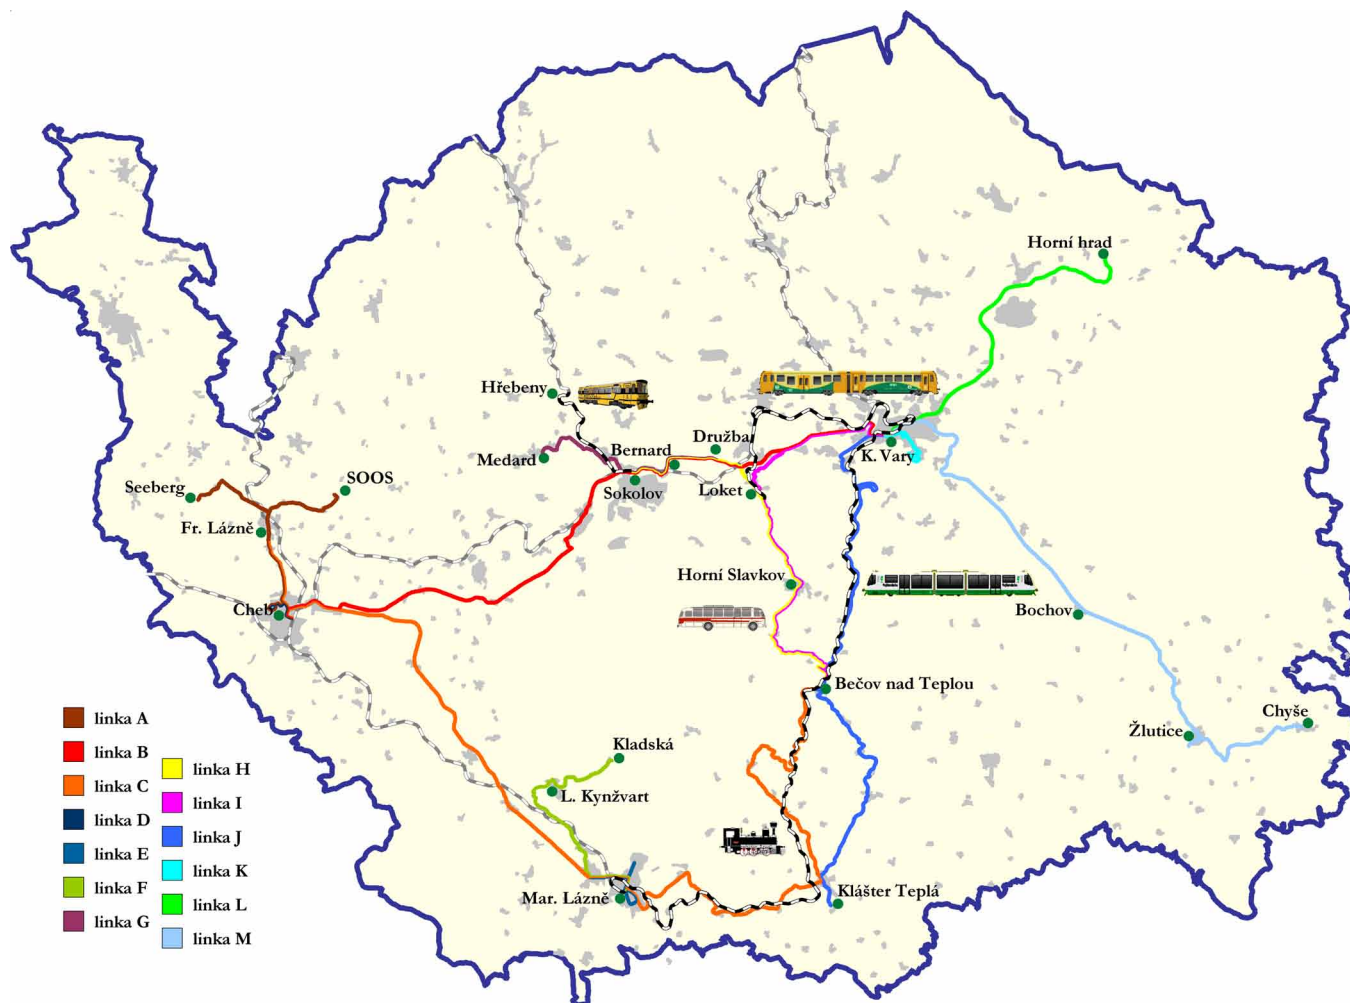 Horní hrad
Hřebeny
Družba
Bernard
K. Vary
Medard
SOOS
Seeberg
Sokolov
Loket
Fr. Lázně
Horní Slavkov
Cheb
Bochov
Bečov nad Teplou
Chyše
Žlutice
Kladská
L. Kynžvart
Mar. Lázně
Klášter Teplá
linka A
linka B
linka C
linka D
linka E
linka F
linka G
linka H
linka I
linka J
linka K
linka L
linka M